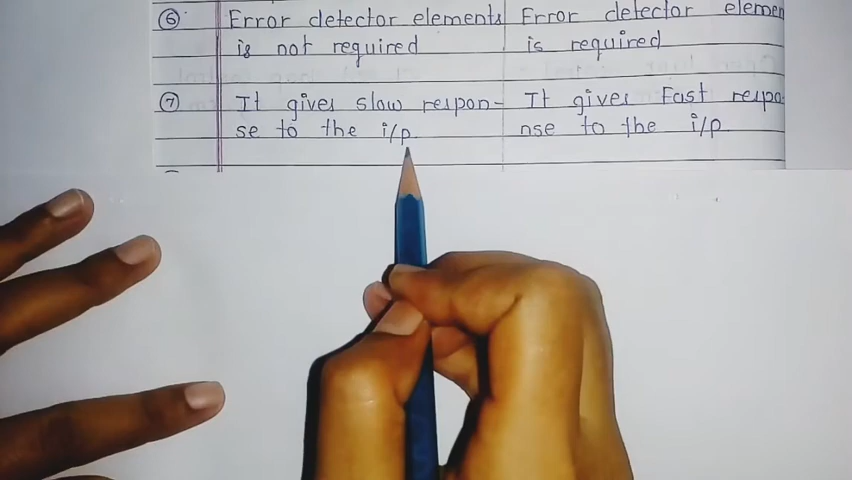 ⑥ Error detector elements Error detector elemen
is not required is required
⑦ It gives slow respon- It gives Fast respo-
se to the i/p. nse to the i/p